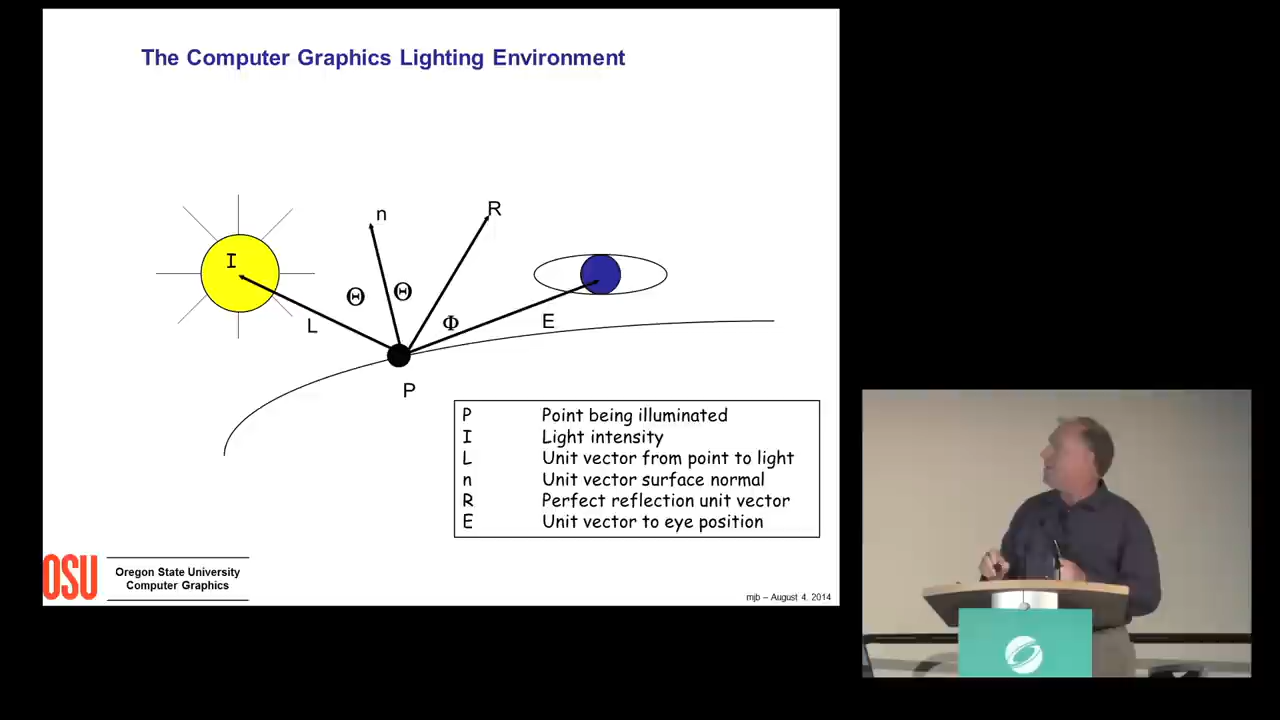 The Computer Graphics Lighting Environment
n
R
I
Θ
Θ
L
Φ
E
P
P Point being illuminated
I Light intensity
L Unit vector from point to light
n Unit vector surface normal
R Perfect reflection unit vector
E Unit vector to eye position
OSU
Oregon State University
Computer Graphics
mjb – August 4, 2014